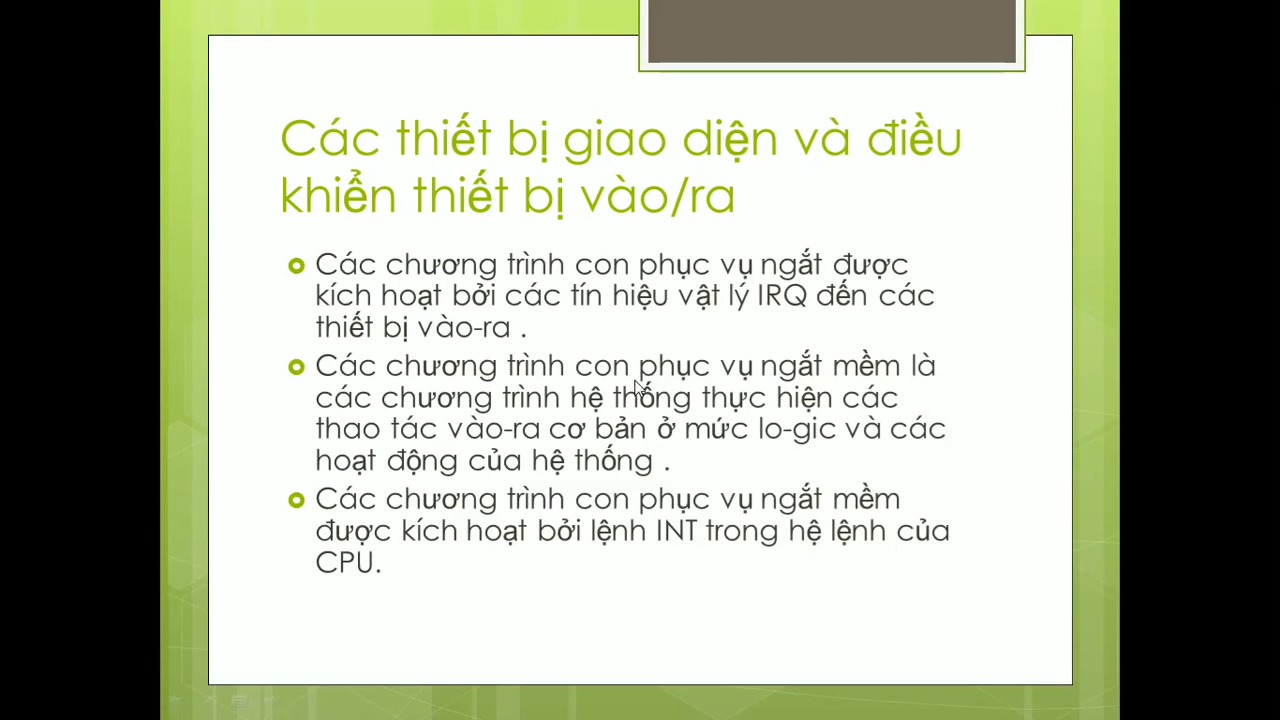 Các thiết bị giao diện và điều
khiển thiết bị vào/ra
Các chương trình con phục vụ ngắt được
kích hoạt bởi các tín hiệu vật lý IRQ đến các
thiết bị vào-ra .
Các chương trình con phục vụ ngắt mềm là
các chương trình hệ thống thực hiện các
thao tác vào-ra cơ bản ở mức lo-gic và các
hoạt động của hệ thống .
Các chương trình con phục vụ ngắt mềm
được kích hoạt bởi lệnh INT trong hệ lệnh của
CPU.